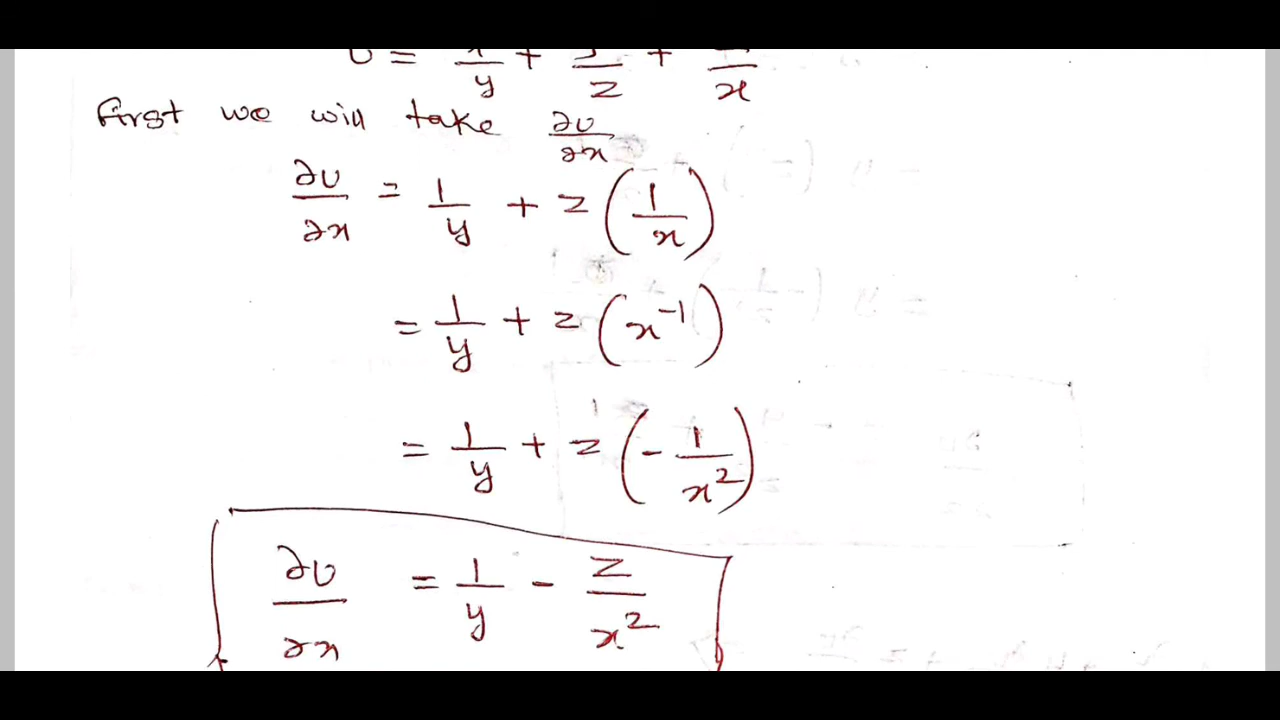 U = x/y + y/z + z/x
First we will take ∂U/∂x
∂U/∂x = 1/y + z (1/x)
= 1/y + z (x⁻¹)
= 1/y + z (- 1/x²)
∂U/∂x = 1/y - z/x²